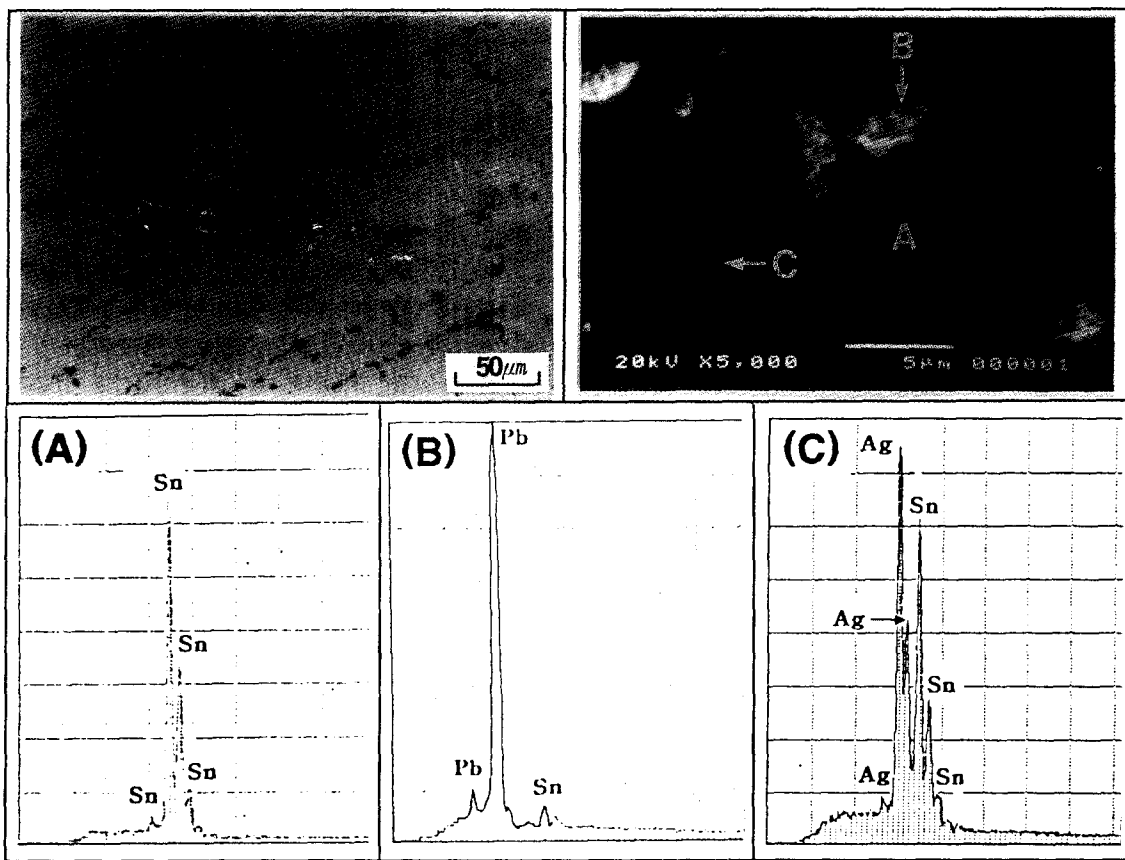 50μm
B
A
C
20kV X5,000 5μm 000001
(A)
Sn
Sn
Sn
Sn
(B)
Pb
Pb
Sn
(C)
Ag
Sn
Ag
Sn
Ag
Sn